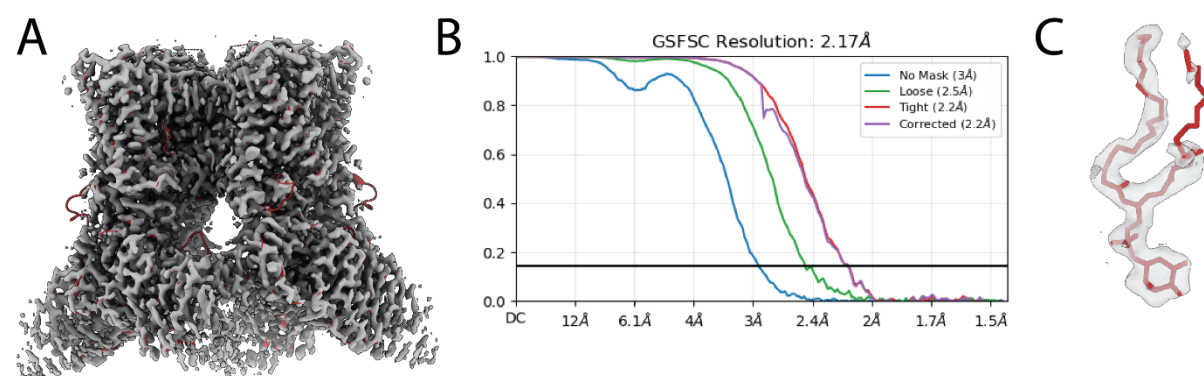 A
B
C
GSFSC Resolution: 2.17Å
No Mask (3Å)
Loose (2.5Å)
Tight (2.2Å)
Corrected (2.2Å)
1.0
0.8
0.6
0.4
0.2
0.0
DC 12Å 6.1Å 4Å 3Å 2.4Å 2Å 1.7Å 1.5Å